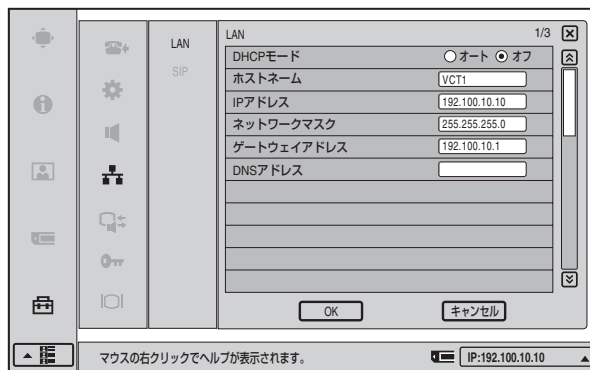 LAN
SIP
LAN 1/3
DHCPモード オート オフ
ホストネーム VCT1
IPアドレス 192.100.10.10
ネットワークマスク 255.255.255.0
ゲートウェイアドレス 192.100.10.1
DNSアドレス
OK キャンセル
マウスの右クリックでヘルプが表示されます。 IP:192.100.10.10